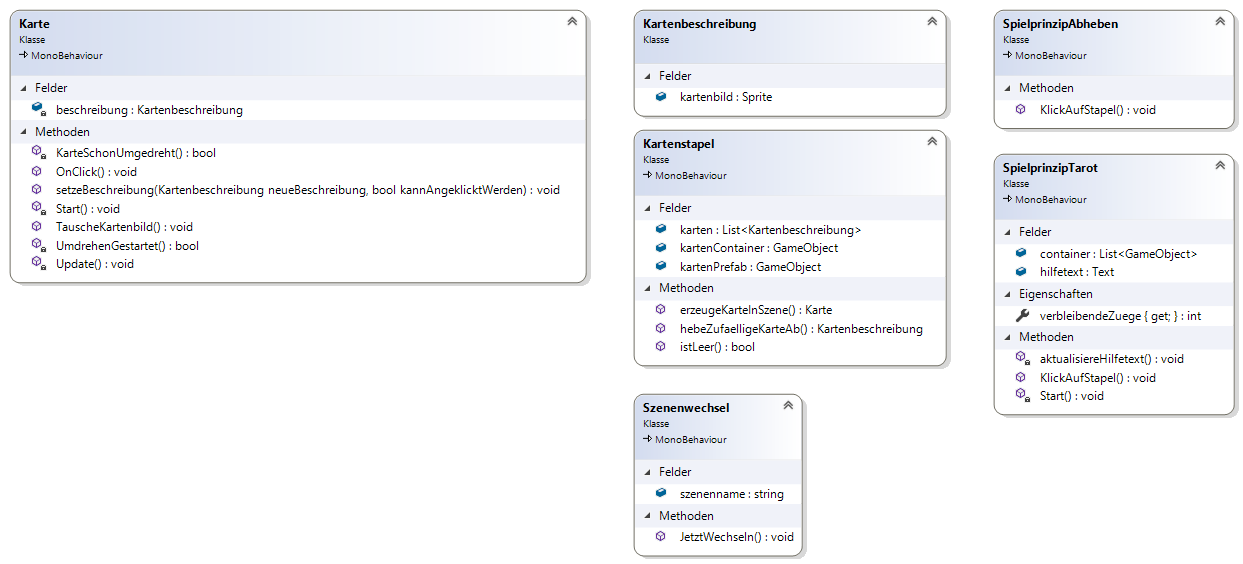 Karte
Klasse
MonoBehaviour
Felder
beschreibung : Kartenbeschreibung
Methoden
KarteSchonUmgedreht() : bool
OnClick() : void
setzeBeschreibung(Kartenbeschreibung neueBeschreibung, bool kannAngeklicktWerden) : void
Start() : void
TauscheKartenbild() : void
UmdrehenGestartet() : bool
Update() : void
Kartenbeschreibung
Klasse
Felder
kartenbild : Sprite
Kartenstapel
Klasse
MonoBehaviour
Felder
karten : List<Kartenbeschreibung>
kartenContainer : GameObject
kartenPrefab : GameObject
Methoden
erzeugeKarteInSzene() : Karte
hebeZufaelligeKarteAb() : Kartenbeschreibung
istLeer() : bool
Szenenwechsel
Klasse
MonoBehaviour
Felder
szenenname : string
Methoden
JetztWechseln() : void
SpielprinzipAbheben
Klasse
MonoBehaviour
Methoden
KlickAufStapel() : void
SpielprinzipTarot
Klasse
MonoBehaviour
Felder
container : List<GameObject>
hilfetext : Text
Eigenschaften
verbleibendeZuege { get; } : int
Methoden
aktualisiereHilfetext() : void
KlickAufStapel() : void
Start() : void